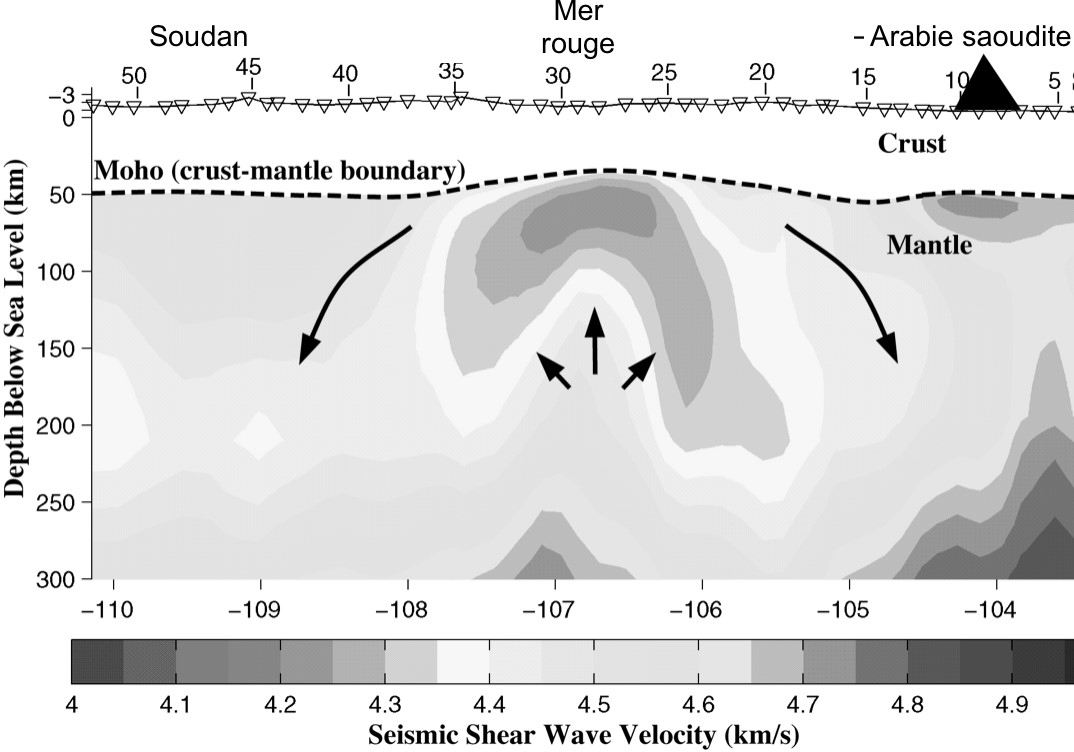 Mer
Soudan rouge - Arabie saoudite
50 45 40 35 30 25 20 15 10 5
−3
0
Crust
Moho (crust-mantle boundary)
50
Mantle
100
150
200
250
300
Depth Below Sea Level (km)
−110 −109 −108 −107 −106 −105 −104
4 4.1 4.2 4.3 4.4 4.5 4.6 4.7 4.8 4.9
Seismic Shear Wave Velocity (km/s)